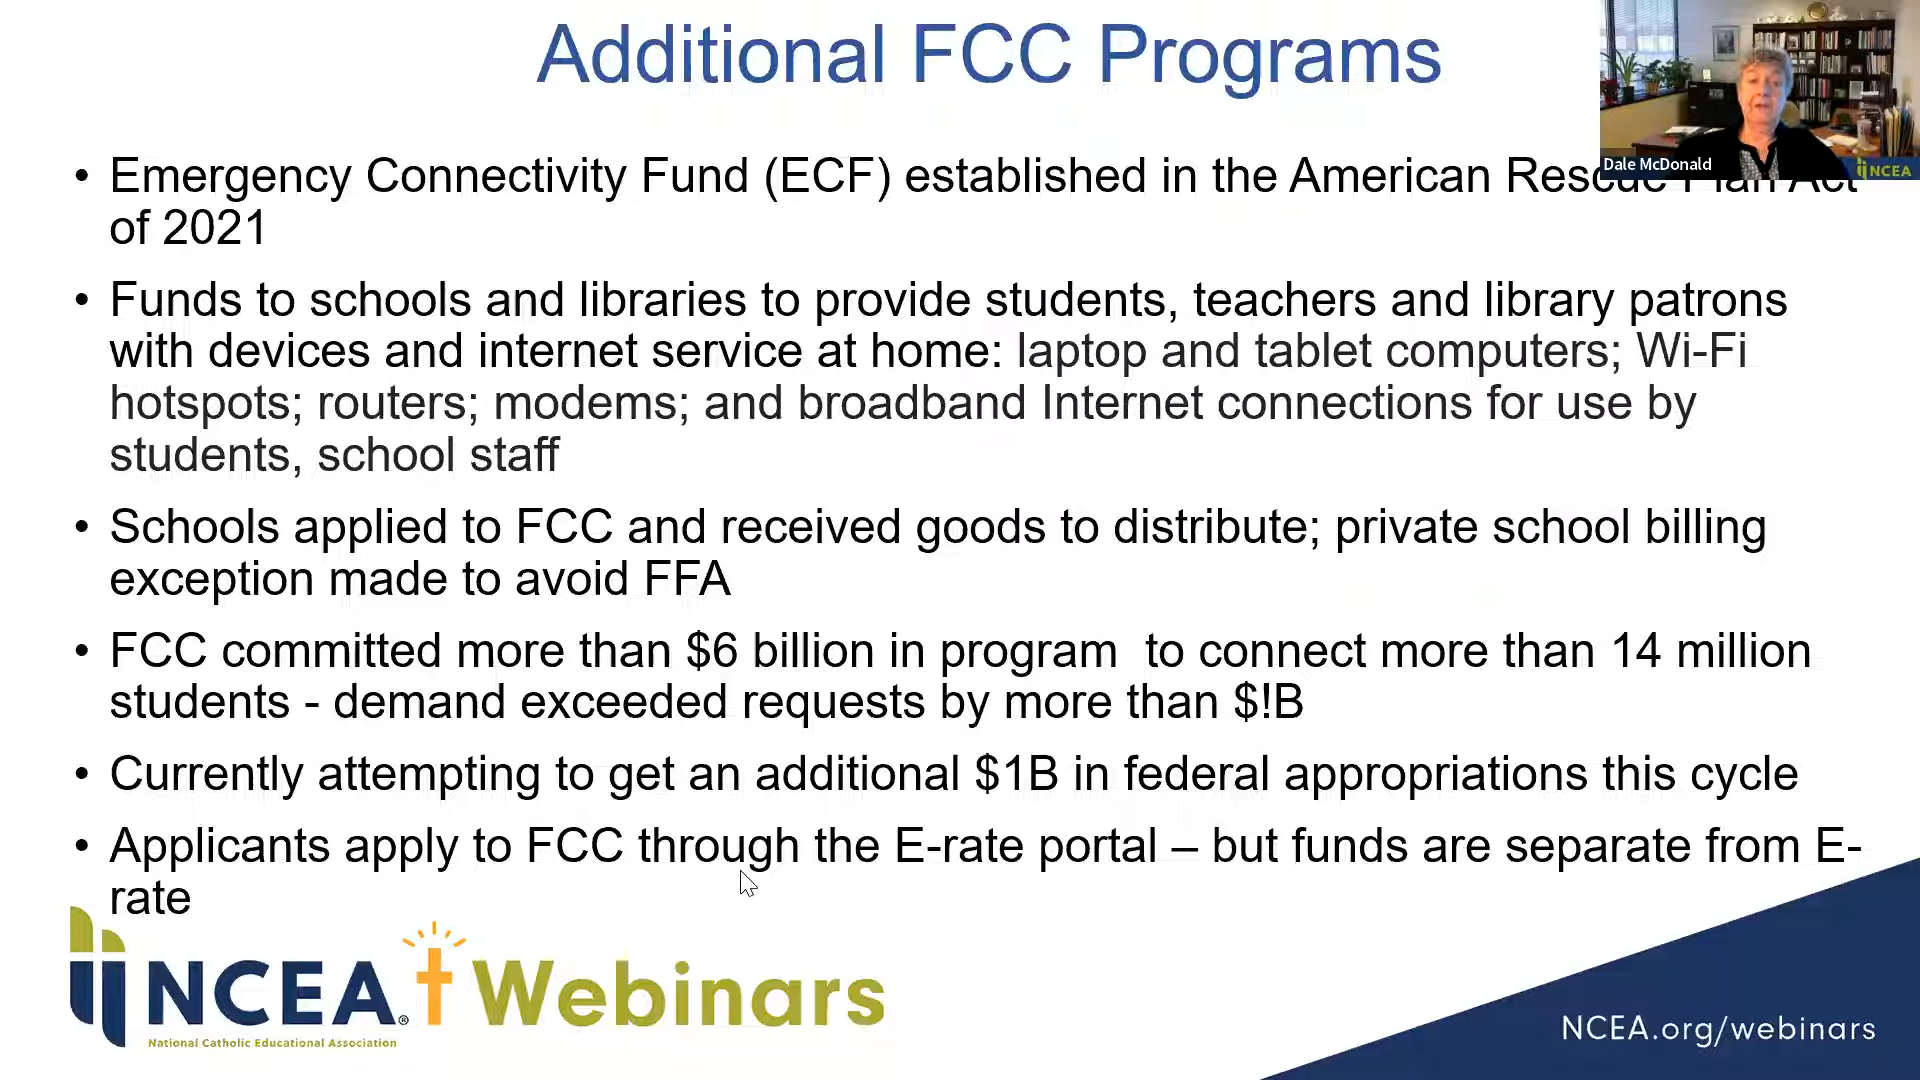 Additional FCC Programs
Dale McDonald
NCEA
• Emergency Connectivity Fund (ECF) established in the American Rescue Plan Act
of 2021
• Funds to schools and libraries to provide students, teachers and library patrons
with devices and internet service at home: laptop and tablet computers; Wi-Fi
hotspots; routers; modems; and broadband Internet connections for use by
students, school staff
• Schools applied to FCC and received goods to distribute; private school billing
exception made to avoid FFA
• FCC committed more than $6 billion in program  to connect more than 14 million
students - demand exceeded requests by more than $!B
• Currently attempting to get an additional $1B in federal appropriations this cycle
• Applicants apply to FCC through the E-rate portal – but funds are separate from E-
rate
NCEA® Webinars
National Catholic Educational Association
NCEA.org/webinars